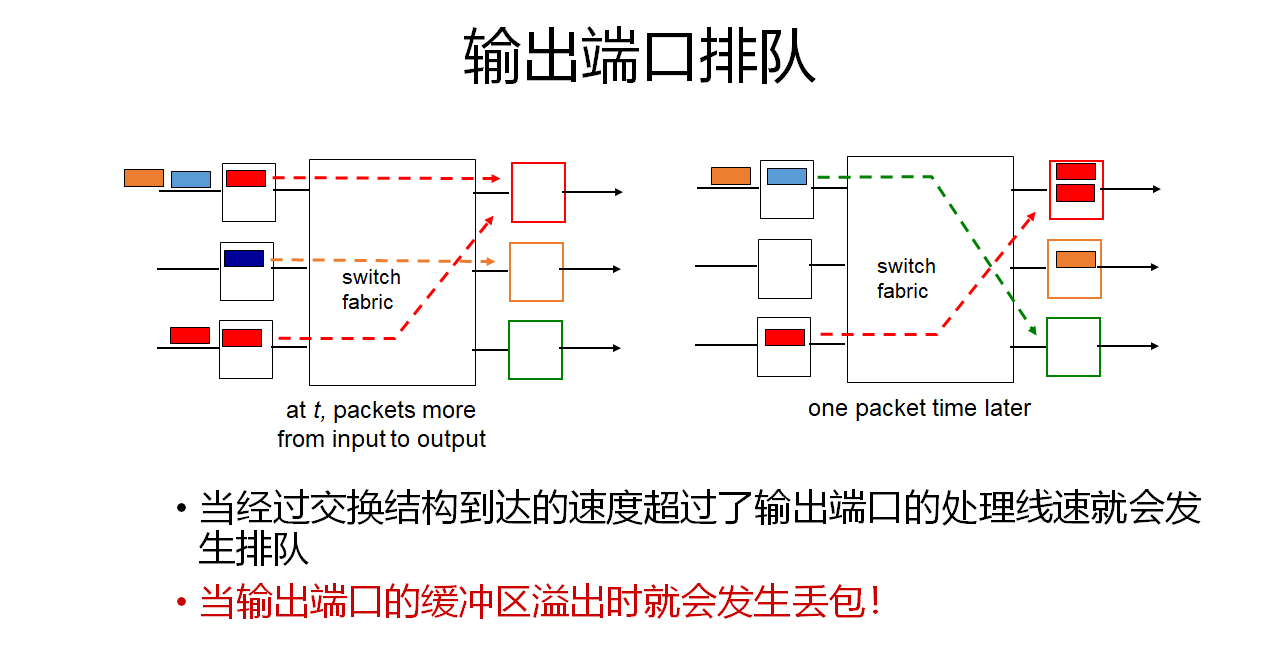 输出端口排队
switch
fabric
at t, packets more
from input to output
switch
fabric
one packet time later
• 当经过交换结构到达的速度超过了输出端口的处理线速就会发
生排队
• 当输出端口的缓冲区溢出时就会发生丢包！